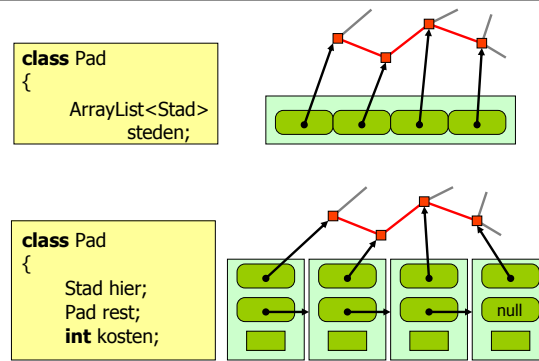 class Pad
{
ArrayList<Stad>
steden;
class Pad
{
Stad hier;
Pad rest;
int kosten;
null